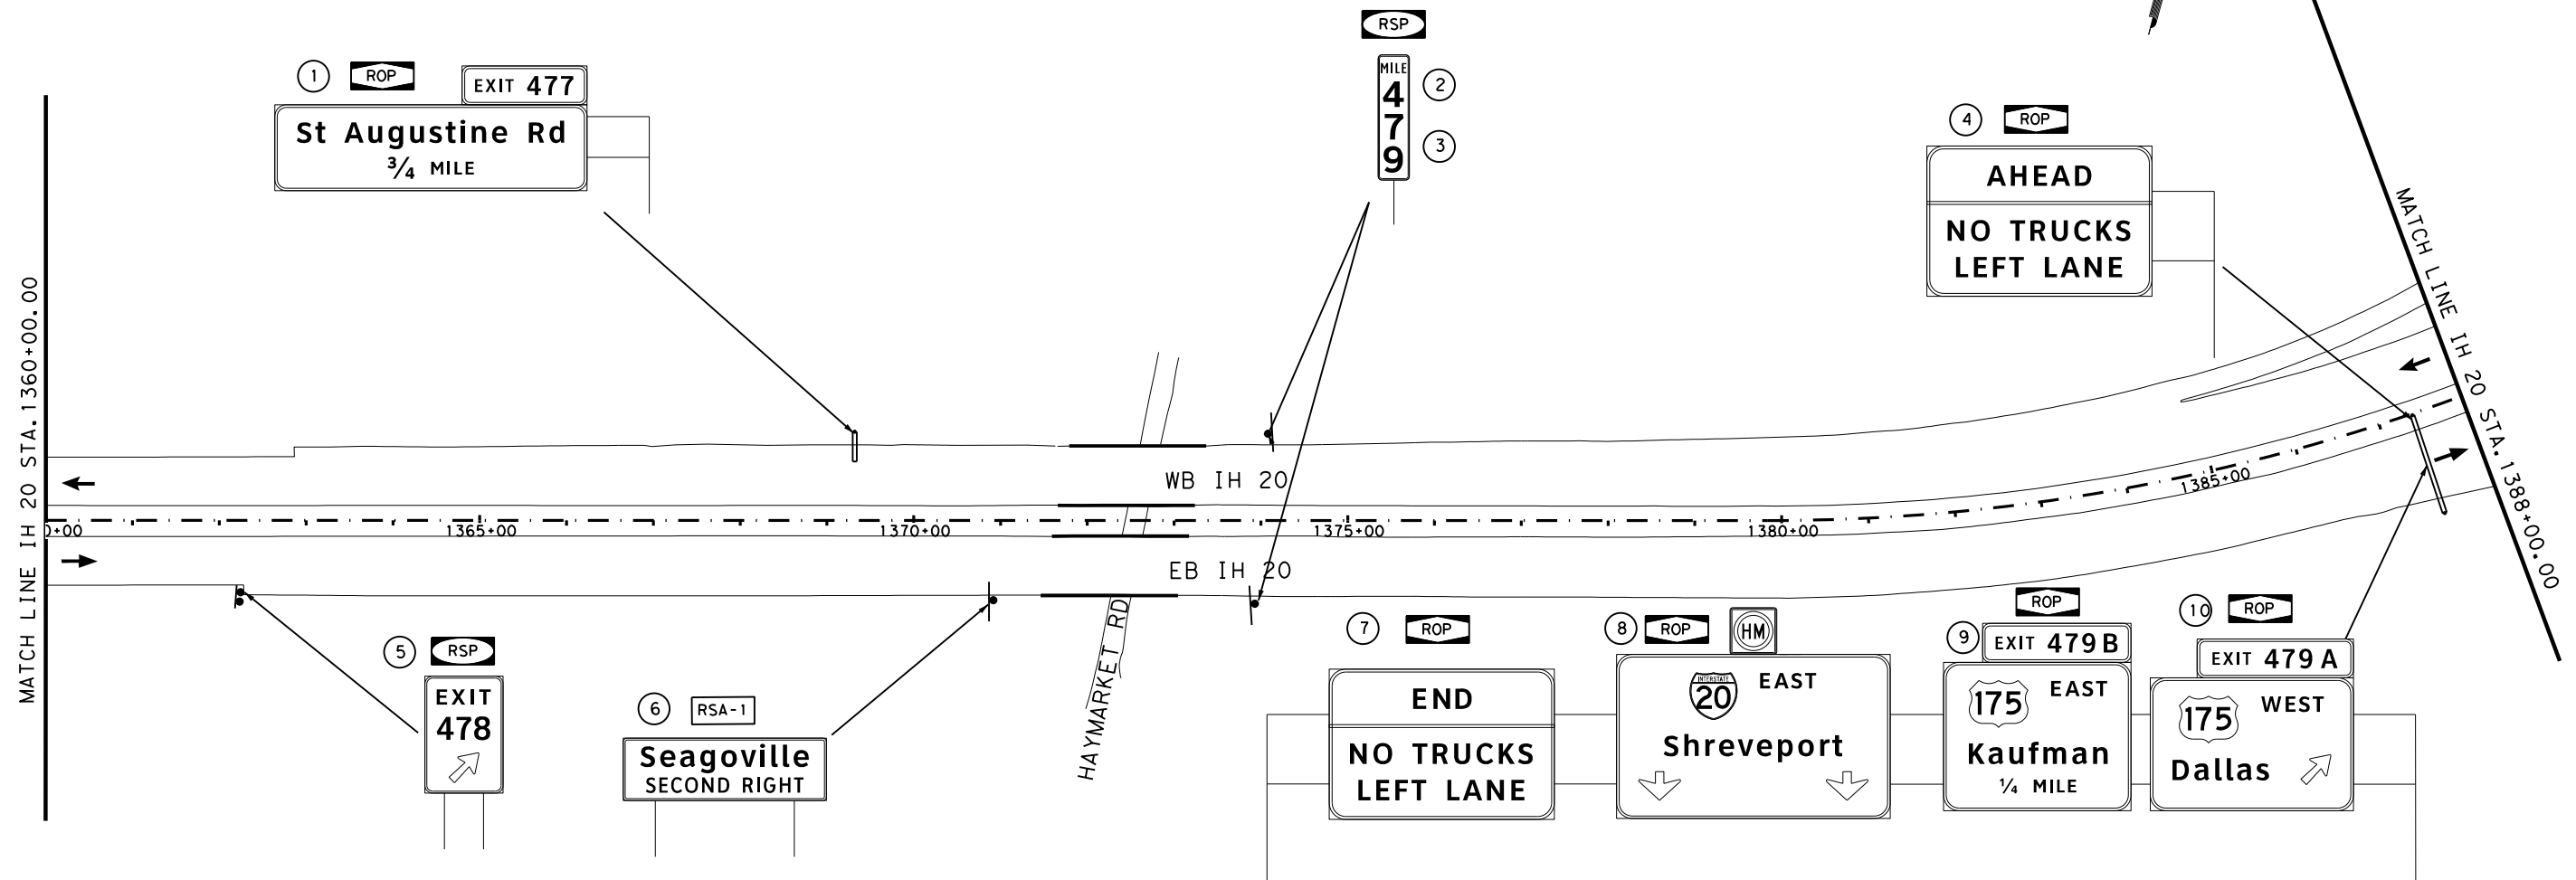 RSP
MILE
4
7
9
2
3
1
ROP
EXIT 477
St Augustine Rd
3/4 MILE
4
ROP
AHEAD
NO TRUCKS
LEFT LANE
MATCH LINE IH 20 STA.1360+00.00
MATCH LINE IH 20 STA.1388+00.00
WB IH 20
0+00
1365+00
1370+00
1375+00
1380+00
1385+00
EB IH 20
HAYMARKET RD
5
RSP
EXIT
478
6
RSA-1
Seagoville
SECOND RIGHT
7
ROP
END
NO TRUCKS
LEFT LANE
8
ROP
HM
INTERSTATE
20
EAST
Shreveport
9
ROP
EXIT 479B
175
EAST
Kaufman
1/4 MILE
10
ROP
EXIT 479A
175
WEST
Dallas